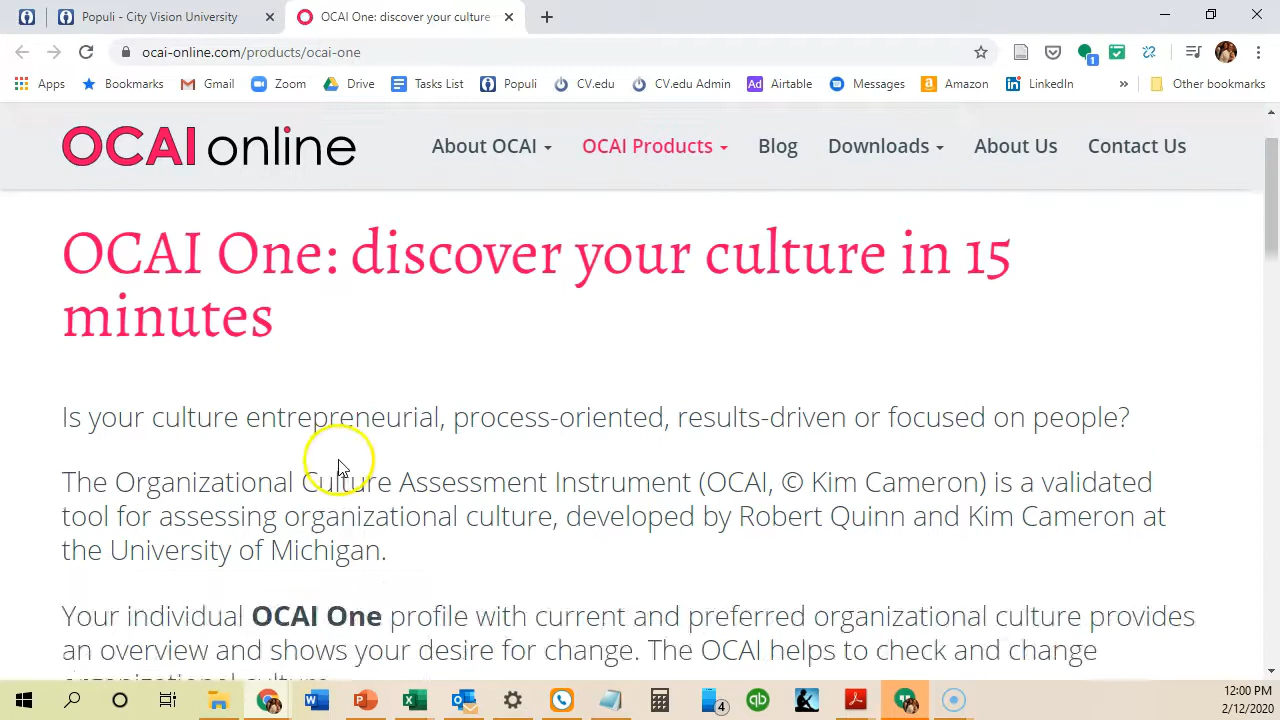 Populi - City Vision University
OCAI One: discover your culture
ocai-online.com/products/ocai-one
1
Apps
Bookmarks
Gmail
Zoom
Drive
Tasks List
Populi
CV.edu
CV.edu Admin
Ad
Airtable
Messages
Amazon
LinkedIn
»
Other bookmarks
OCAI online
About OCAI
OCAI Products
Blog
Downloads
About Us
Contact Us
OCAI One: discover your culture in 15
minutes
Is your culture entrepreneurial, process-oriented, results-driven or focused on people?
The Organizational Culture Assessment Instrument (OCAI, © Kim Cameron) is a validated
tool for assessing organizational culture, developed by Robert Quinn and Kim Cameron at
the University of Michigan.
Your individual OCAI One profile with current and preferred organizational culture provides
an overview and shows your desire for change. The OCAI helps to check and change
organizational culture
4
qb
12:00 PM
2/12/2020